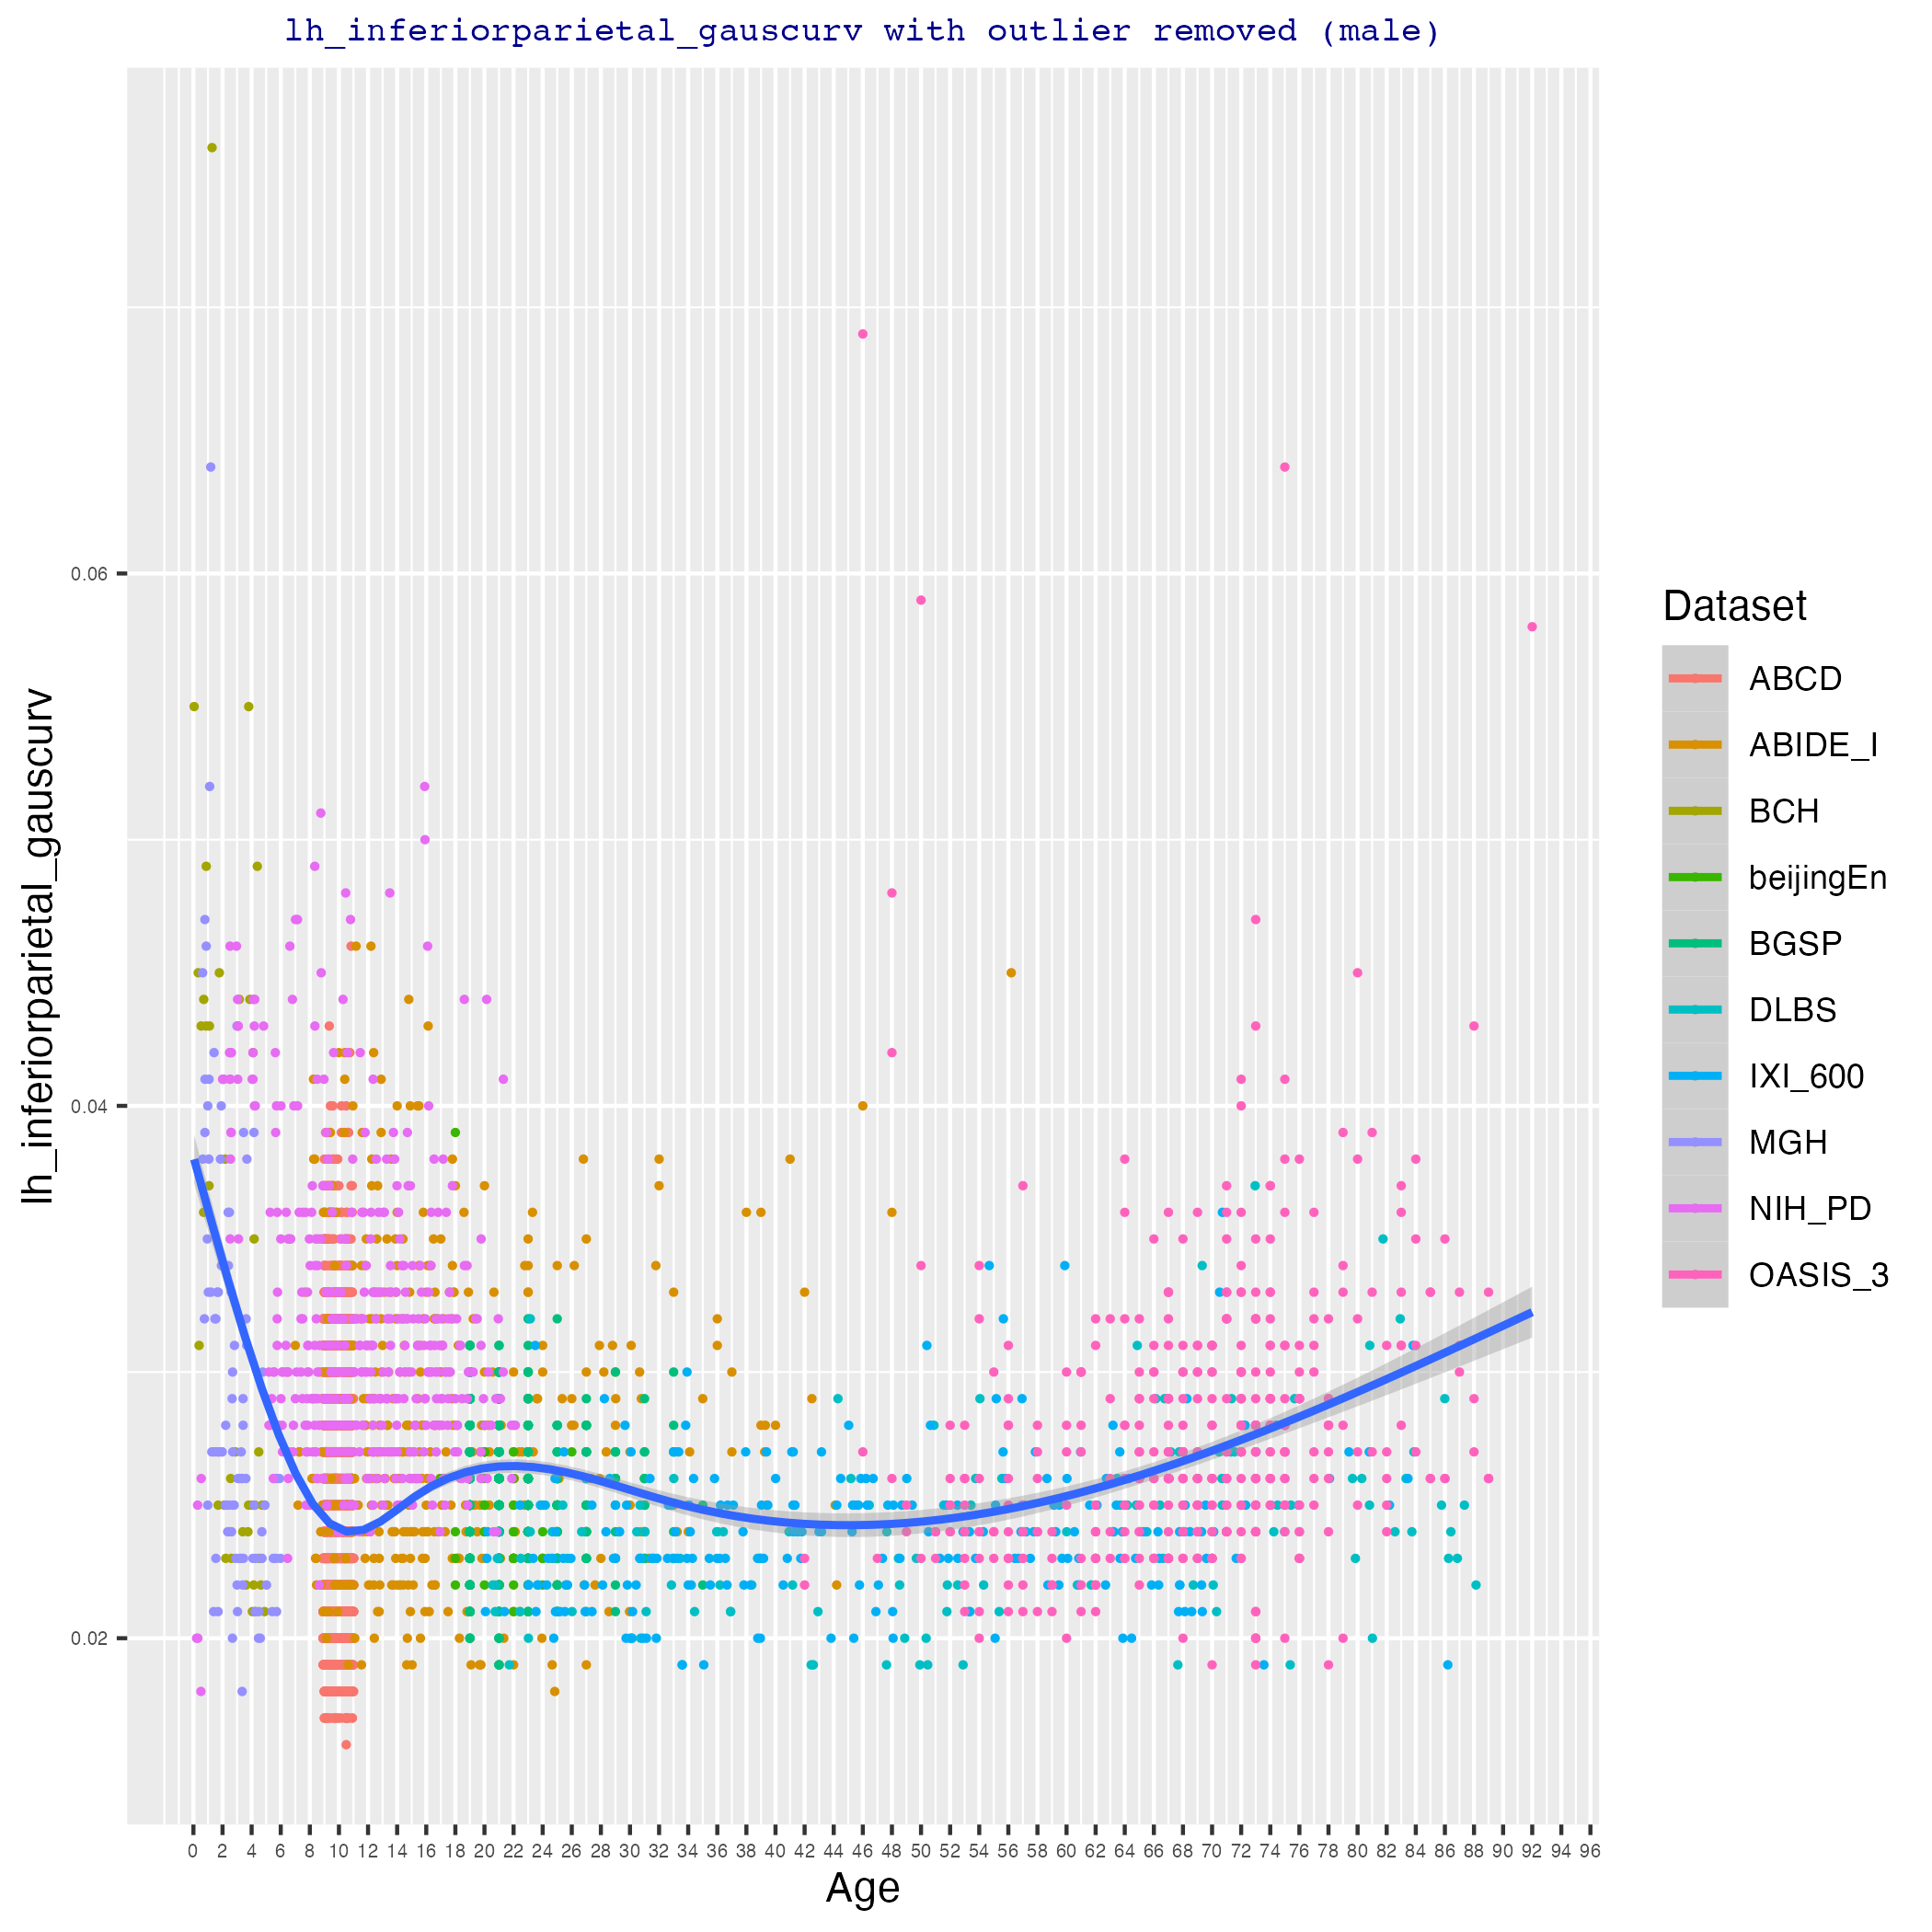 lh_inferiorparietal_gauscurv with outlier removed (male)
lh_inferiorparietal_gauscurv
0.06
0.04
0.02
0 2 4 6 8 10 12 14 16 18 20 22 24 26 28 30 32 34 36 38 40 42 44 46 48 50 52 54 56 58 60 62 64 66 68 70 72 74 76 78 80 82 84 86 88 90 92 94 96
Age
Dataset
ABCD
ABIDE_I
BCH
beijingEn
BGSP
DLBS
IXI_600
MGH
NIH_PD
OASIS_3